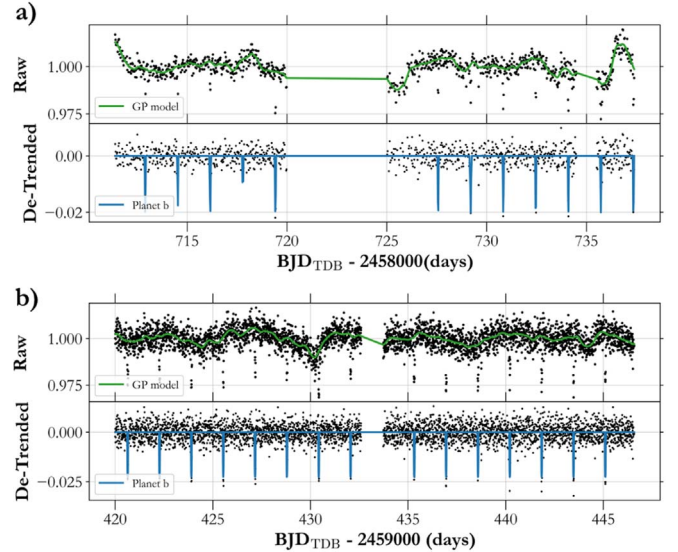 a)
Raw
1.000
0.975
GP model
De-Trended
0.00
−0.02
Planet b
715 720 725 730 735
BJD_TDB - 2458000(days)
b)
Raw
1.000
0.975
GP model
De-Trended
0.000
−0.025
Planet b
420 425 430 435 440 445
BJD_TDB - 2459000 (days)